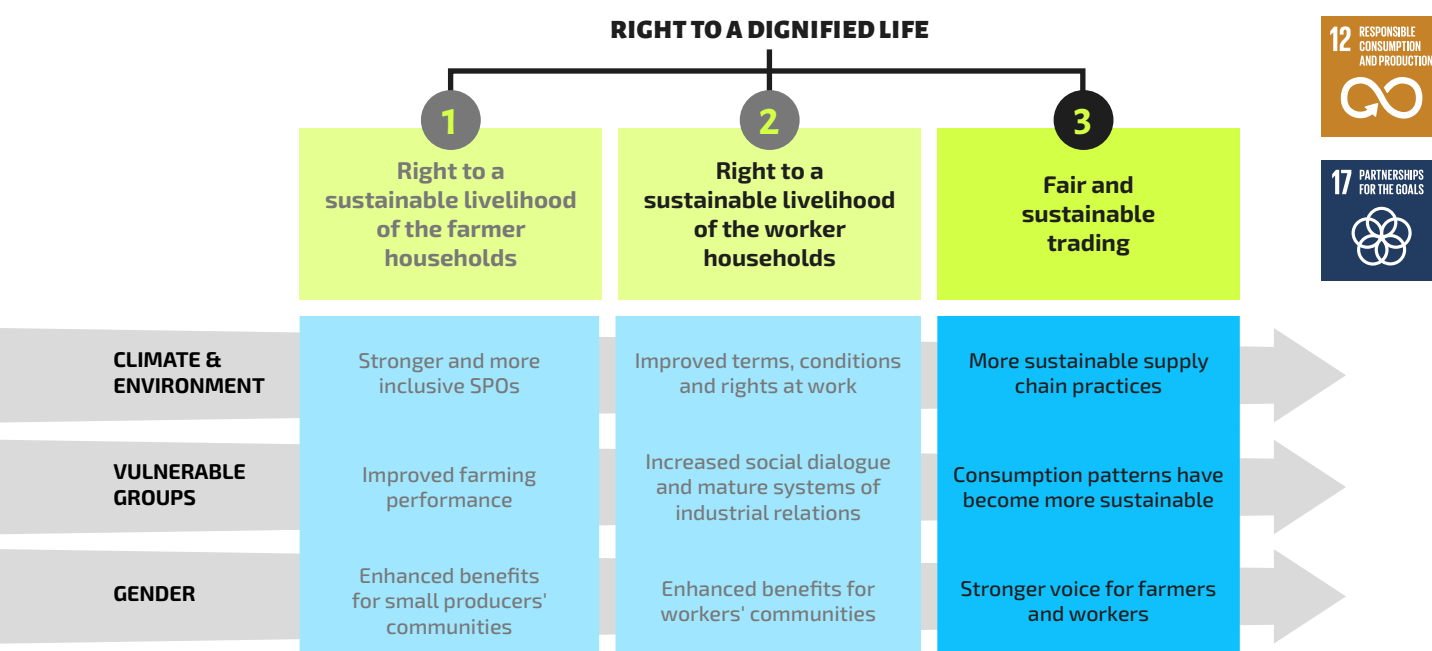 RIGHT TO A DIGNIFIED LIFE
12 RESPONSIBLE
CONSUMPTION
AND PRODUCTION
17 PARTNERSHIPS
FOR THE GOALS
1
Right to a
sustainable livelihood
of the farmer
households
2
Right to a
sustainable livelihood
of the worker
households
3
Fair and
sustainable
trading
CLIMATE &
ENVIRONMENT
Stronger and more
inclusive SPOs
Improved terms, conditions
and rights at work
More sustainable supply
chain practices
VULNERABLE
GROUPS
Improved farming
performance
Increased social dialogue
and mature systems of
industrial relations
Consumption patterns have
become more sustainable
GENDER
Enhanced benefits
for small producers'
communities
Enhanced benefits for
workers' communities
Stronger voice for farmers
and workers